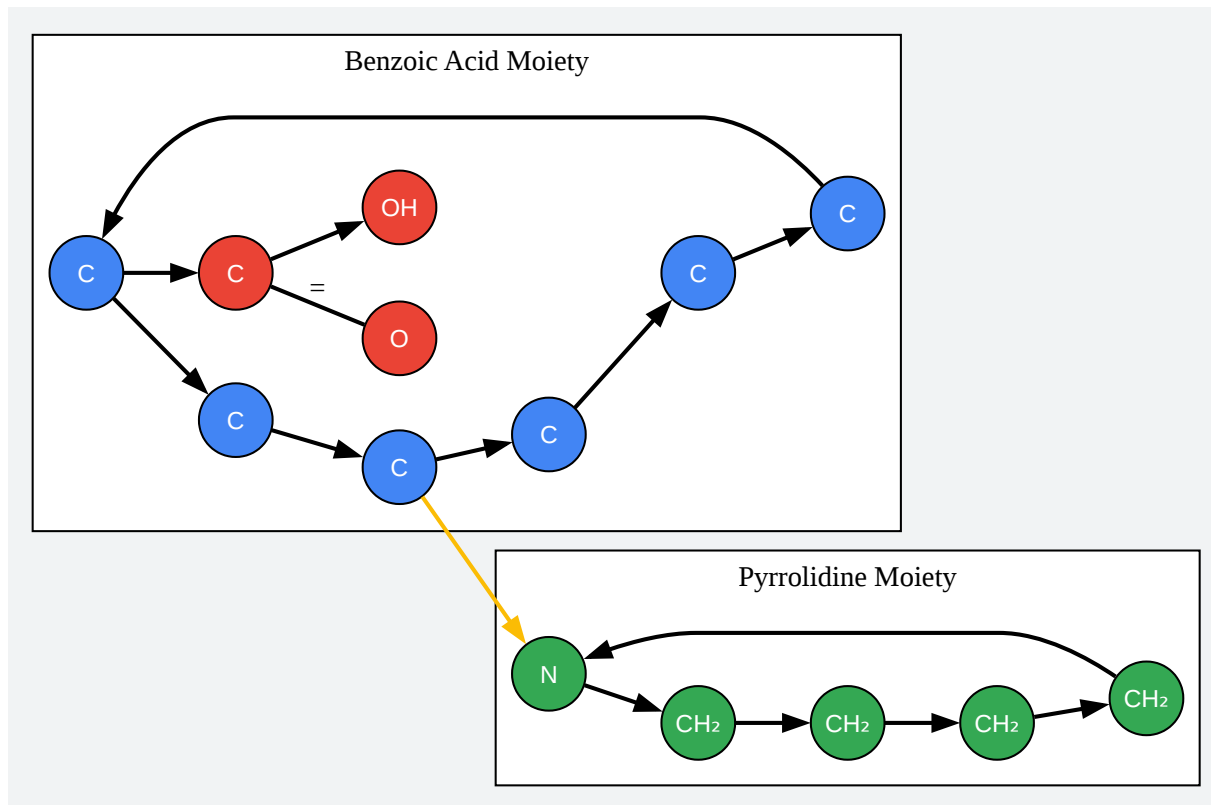 Benzoic Acid Moiety
OH
C
C
C
C
=
O
C
C
C
Pyrrolidine Moiety
N
CH₂
CH₂
CH₂
CH₂